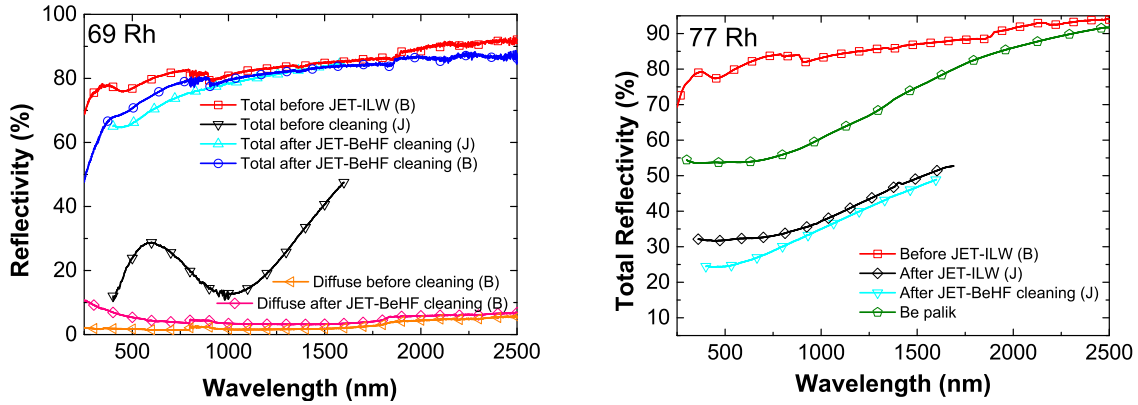 69 Rh
Reflectivity (%)
100
80
60
40
20
0
Total before JET-ILW (B)
Total before cleaning (J)
Total after JET-BeHF cleaning (J)
Total after JET-BeHF cleaning (B)
Diffuse before cleaning (B)
Diffuse after JET-BeHF cleaning (B)
500 1000 1500 2000 2500
Wavelength (nm)
77 Rh
Total Reflectivity (%)
90
80
70
60
50
40
30
20
10
Before JET-ILW (B)
After JET-ILW (J)
After JET-BeHF cleaning (J)
Be palik
500 1000 1500 2000 2500
Wavelength (nm)